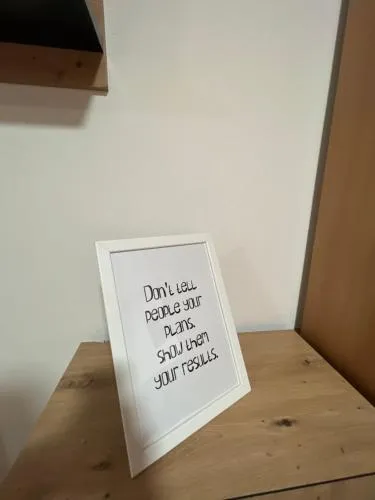 Don't tell
people your
plans.
Show them
your results.